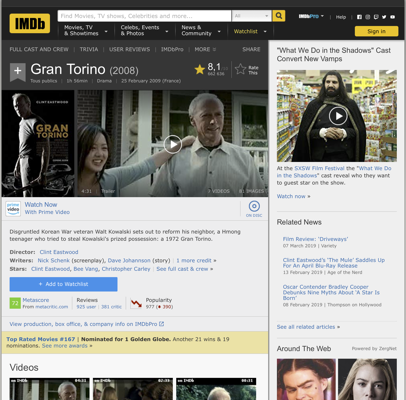 IMDb
Find Movies, TV shows, Celebrities and more...
All
Movies, TV
& Showtimes
Celebs, Events
& Photos
News &
Community
Watchlist
IMDbPro
Help
Sign in
FULL CAST AND CREW | TRIVIA | USER REVIEWS | IMDbPro | MORE
SHARE
+
Gran Torino (2008)
Tous publics | 1h 56min | Drama | 25 February 2009 (France)
8,1
Rate
This
CLINT EASTWOOD
GRAN
TORINO
4:31 | Trailer
3 VIDEOS | 81 IMAGES
prime
video
Watch Now
With Prime Video
ON DISC
Disgruntled Korean War veteran Walt Kowalski sets out to reform his neighbor, a Hmong
teenager who tried to steal Kowalski's prized possession: a 1972 Gran Torino.
Director: Clint Eastwood
Writers: Nick Schenk (screenplay), Dave Johannson (story) | 1 more credit »
Stars: Clint Eastwood, Bee Vang, Christopher Carley | See full cast & crew »
+ Add to Watchlist
72
Metascore
From metacritic.com
Reviews
925 user | 381 critic
Popularity
977
View production, box office, & company info on IMDbPro
Top Rated Movies #167 | Nominated for 1 Golden Globe. Another 21 wins & 19
nominations. See more awards »
Videos
"What We Do in the Shadows" Cast
Convert New Vamps
At the SXSW Film Festival the "What We Do
in the Shadows" cast reveal who they want
to guest star on the show.
Watch now »
Related News
Film Review: 'Driveways'
07 March 2019 | Variety
Clint Eastwood's 'The Mule' Saddles Up
For An April Blu-Ray Release
13 February 2019 | Age of the Nerd
Oscar Contender Bradley Cooper
Debunks Nine Myths About 'A Star Is
Born'
08 February 2019 | Thompson on Hollywood
See all related articles »
Around The Web
Powered by ZergNet